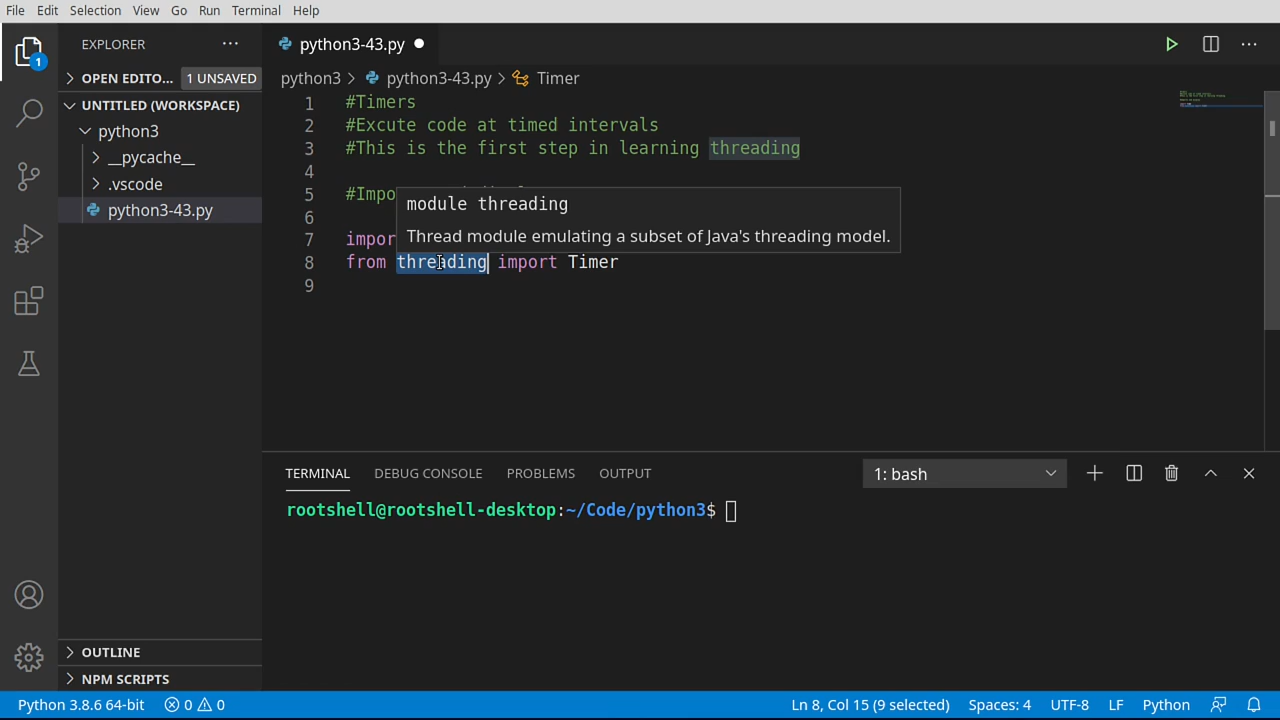 File Edit Selection View Go Run Terminal Help
EXPLORER ···
python3-43.py
OPEN EDITO... 1 UNSAVED
UNTITLED (WORKSPACE)
python3
__pycache__
.vscode
python3-43.py
OUTLINE
NPM SCRIPTS
1
python3 > python3-43.py > Timer
1 #Timers
2 #Excute code at timed intervals
3 #This is the first step in learning threading
4
5 #Impo
6
7 impor
8 from threading import Timer
9
module threading
Thread module emulating a subset of Java's threading model.
TERMINAL DEBUG CONSOLE PROBLEMS OUTPUT 1: bash
rootshell@rootshell-desktop:~/Code/python3$
Python 3.8.6 64-bit 0 0 Ln 8, Col 15 (9 selected) Spaces: 4 UTF-8 LF Python